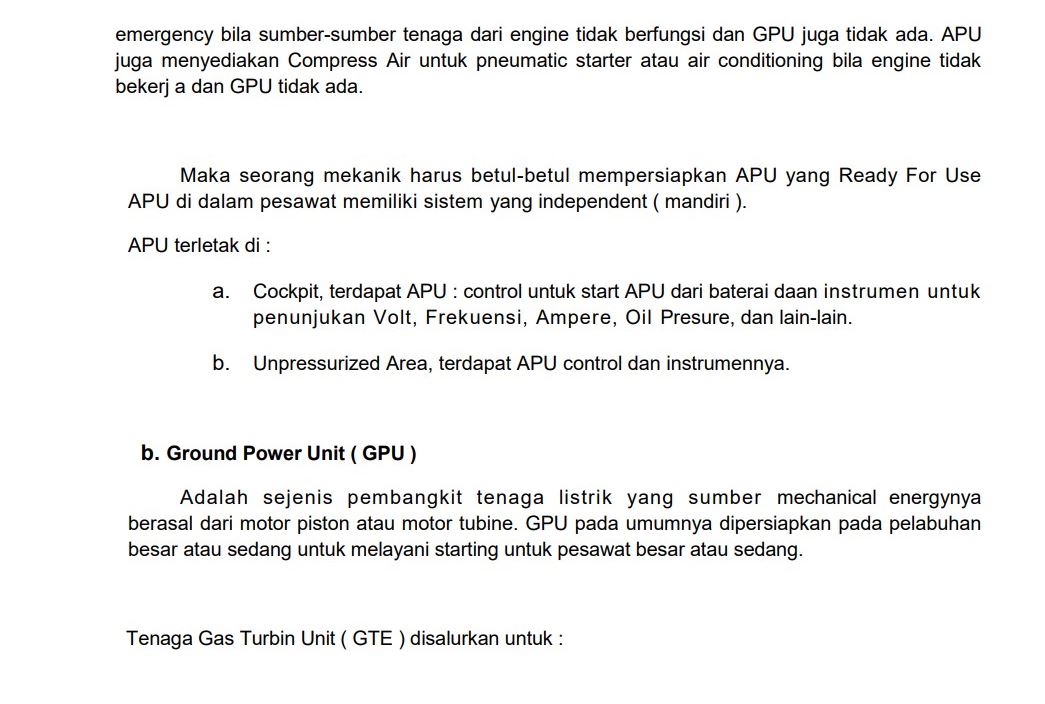 emergency bila sumber-sumber tenaga dari engine tidak berfungsi dan GPU juga tidak ada. APU
juga menyediakan Compress Air untuk pneumatic starter atau air conditioning bila engine tidak
bekerj a dan GPU tidak ada.
Maka seorang mekanik harus betul-betul mempersiapkan APU yang Ready For Use
APU di dalam pesawat memiliki sistem yang independent ( mandiri ).
APU terletak di :
a. Cockpit, terdapat APU : control untuk start APU dari baterai daan instrumen untuk
penunjukan Volt, Frekuensi, Ampere, Oil Presure, dan lain-lain.
b. Unpressurized Area, terdapat APU control dan instrumennya.
b. Ground Power Unit ( GPU )
Adalah sejenis pembangkit tenaga listrik yang sumber mechanical energynya
berasal dari motor piston atau motor tubine. GPU pada umumnya dipersiapkan pada pelabuhan
besar atau sedang untuk melayani starting untuk pesawat besar atau sedang.
Tenaga Gas Turbin Unit ( GTE ) disalurkan untuk :